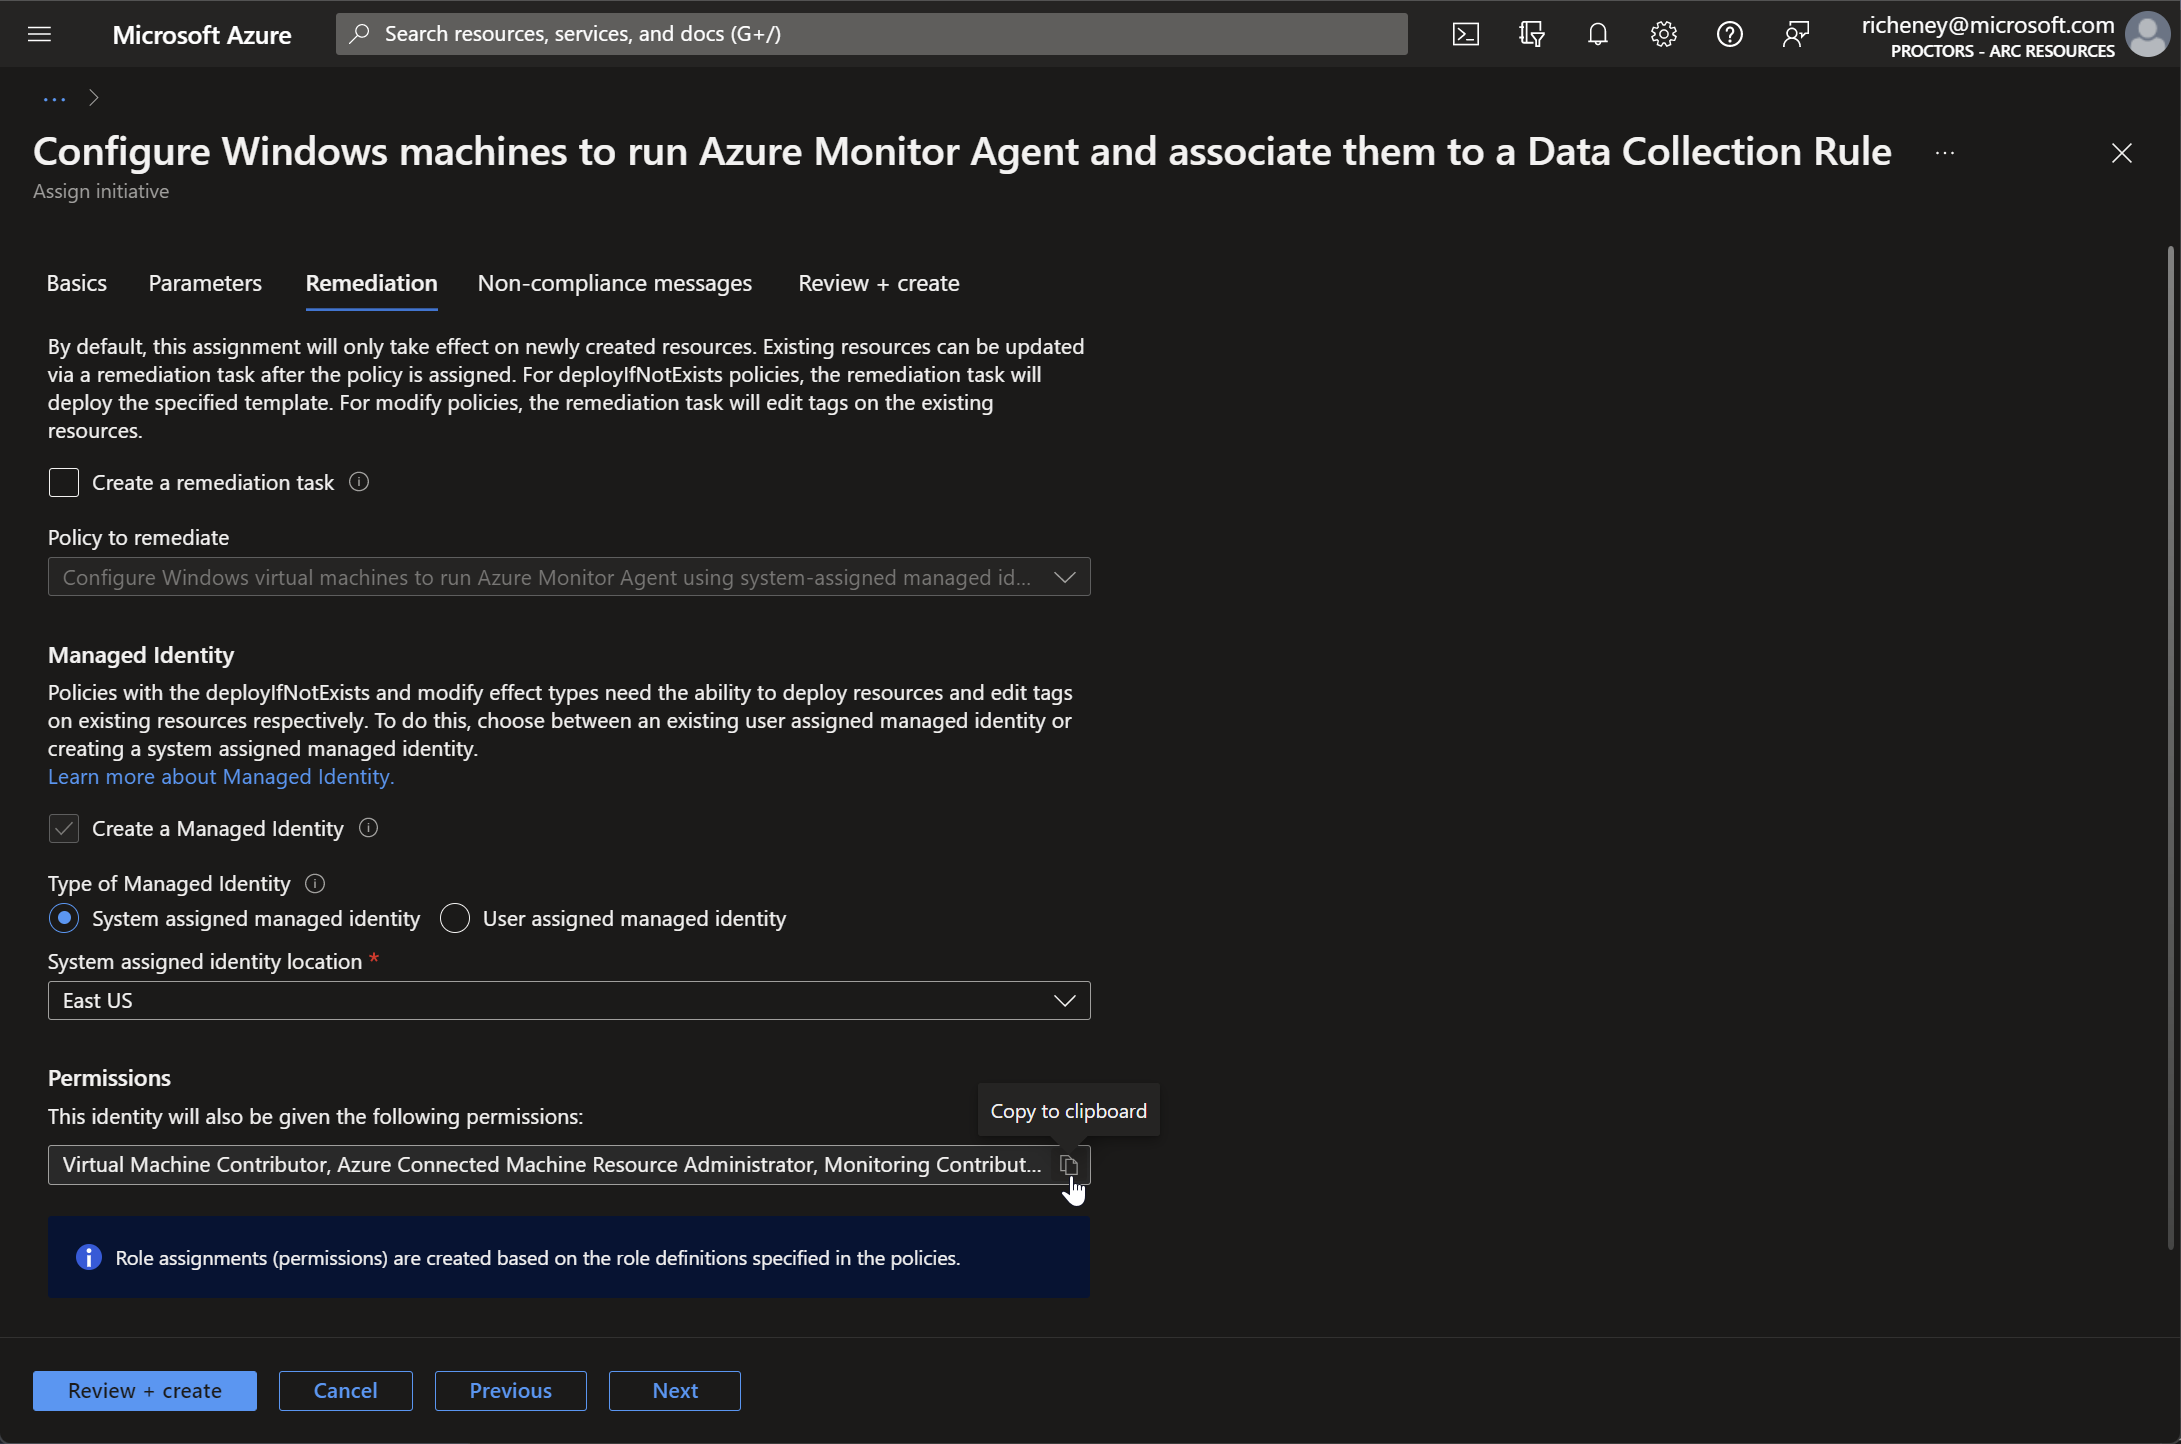 Microsoft Azure
Search resources, services, and docs (G+/)
richeney@microsoft.com
PROCTORS - ARC RESOURCES
Configure Windows machines to run Azure Monitor Agent and associate them to a Data Collection Rule
Assign initiative
Basics
Parameters
Remediation
Non-compliance messages
Review + create
By default, this assignment will only take effect on newly created resources. Existing resources can be updated
via a remediation task after the policy is assigned. For deployIfNotExists policies, the remediation task will
deploy the specified template. For modify policies, the remediation task will edit tags on the existing
resources.
Create a remediation task
Policy to remediate
Configure Windows virtual machines to run Azure Monitor Agent using system-assigned managed id...
Managed Identity
Policies with the deployIfNotExists and modify effect types need the ability to deploy resources and edit tags
on existing resources respectively. To do this, choose between an existing user assigned managed identity or
creating a system assigned managed identity.
Learn more about Managed Identity.
Create a Managed Identity
Type of Managed Identity
System assigned managed identity
User assigned managed identity
System assigned identity location *
East US
Permissions
This identity will also be given the following permissions:
Copy to clipboard
Virtual Machine Contributor, Azure Connected Machine Resource Administrator, Monitoring Contribut...
Role assignments (permissions) are created based on the role definitions specified in the policies.
Review + create
Cancel
Previous
Next